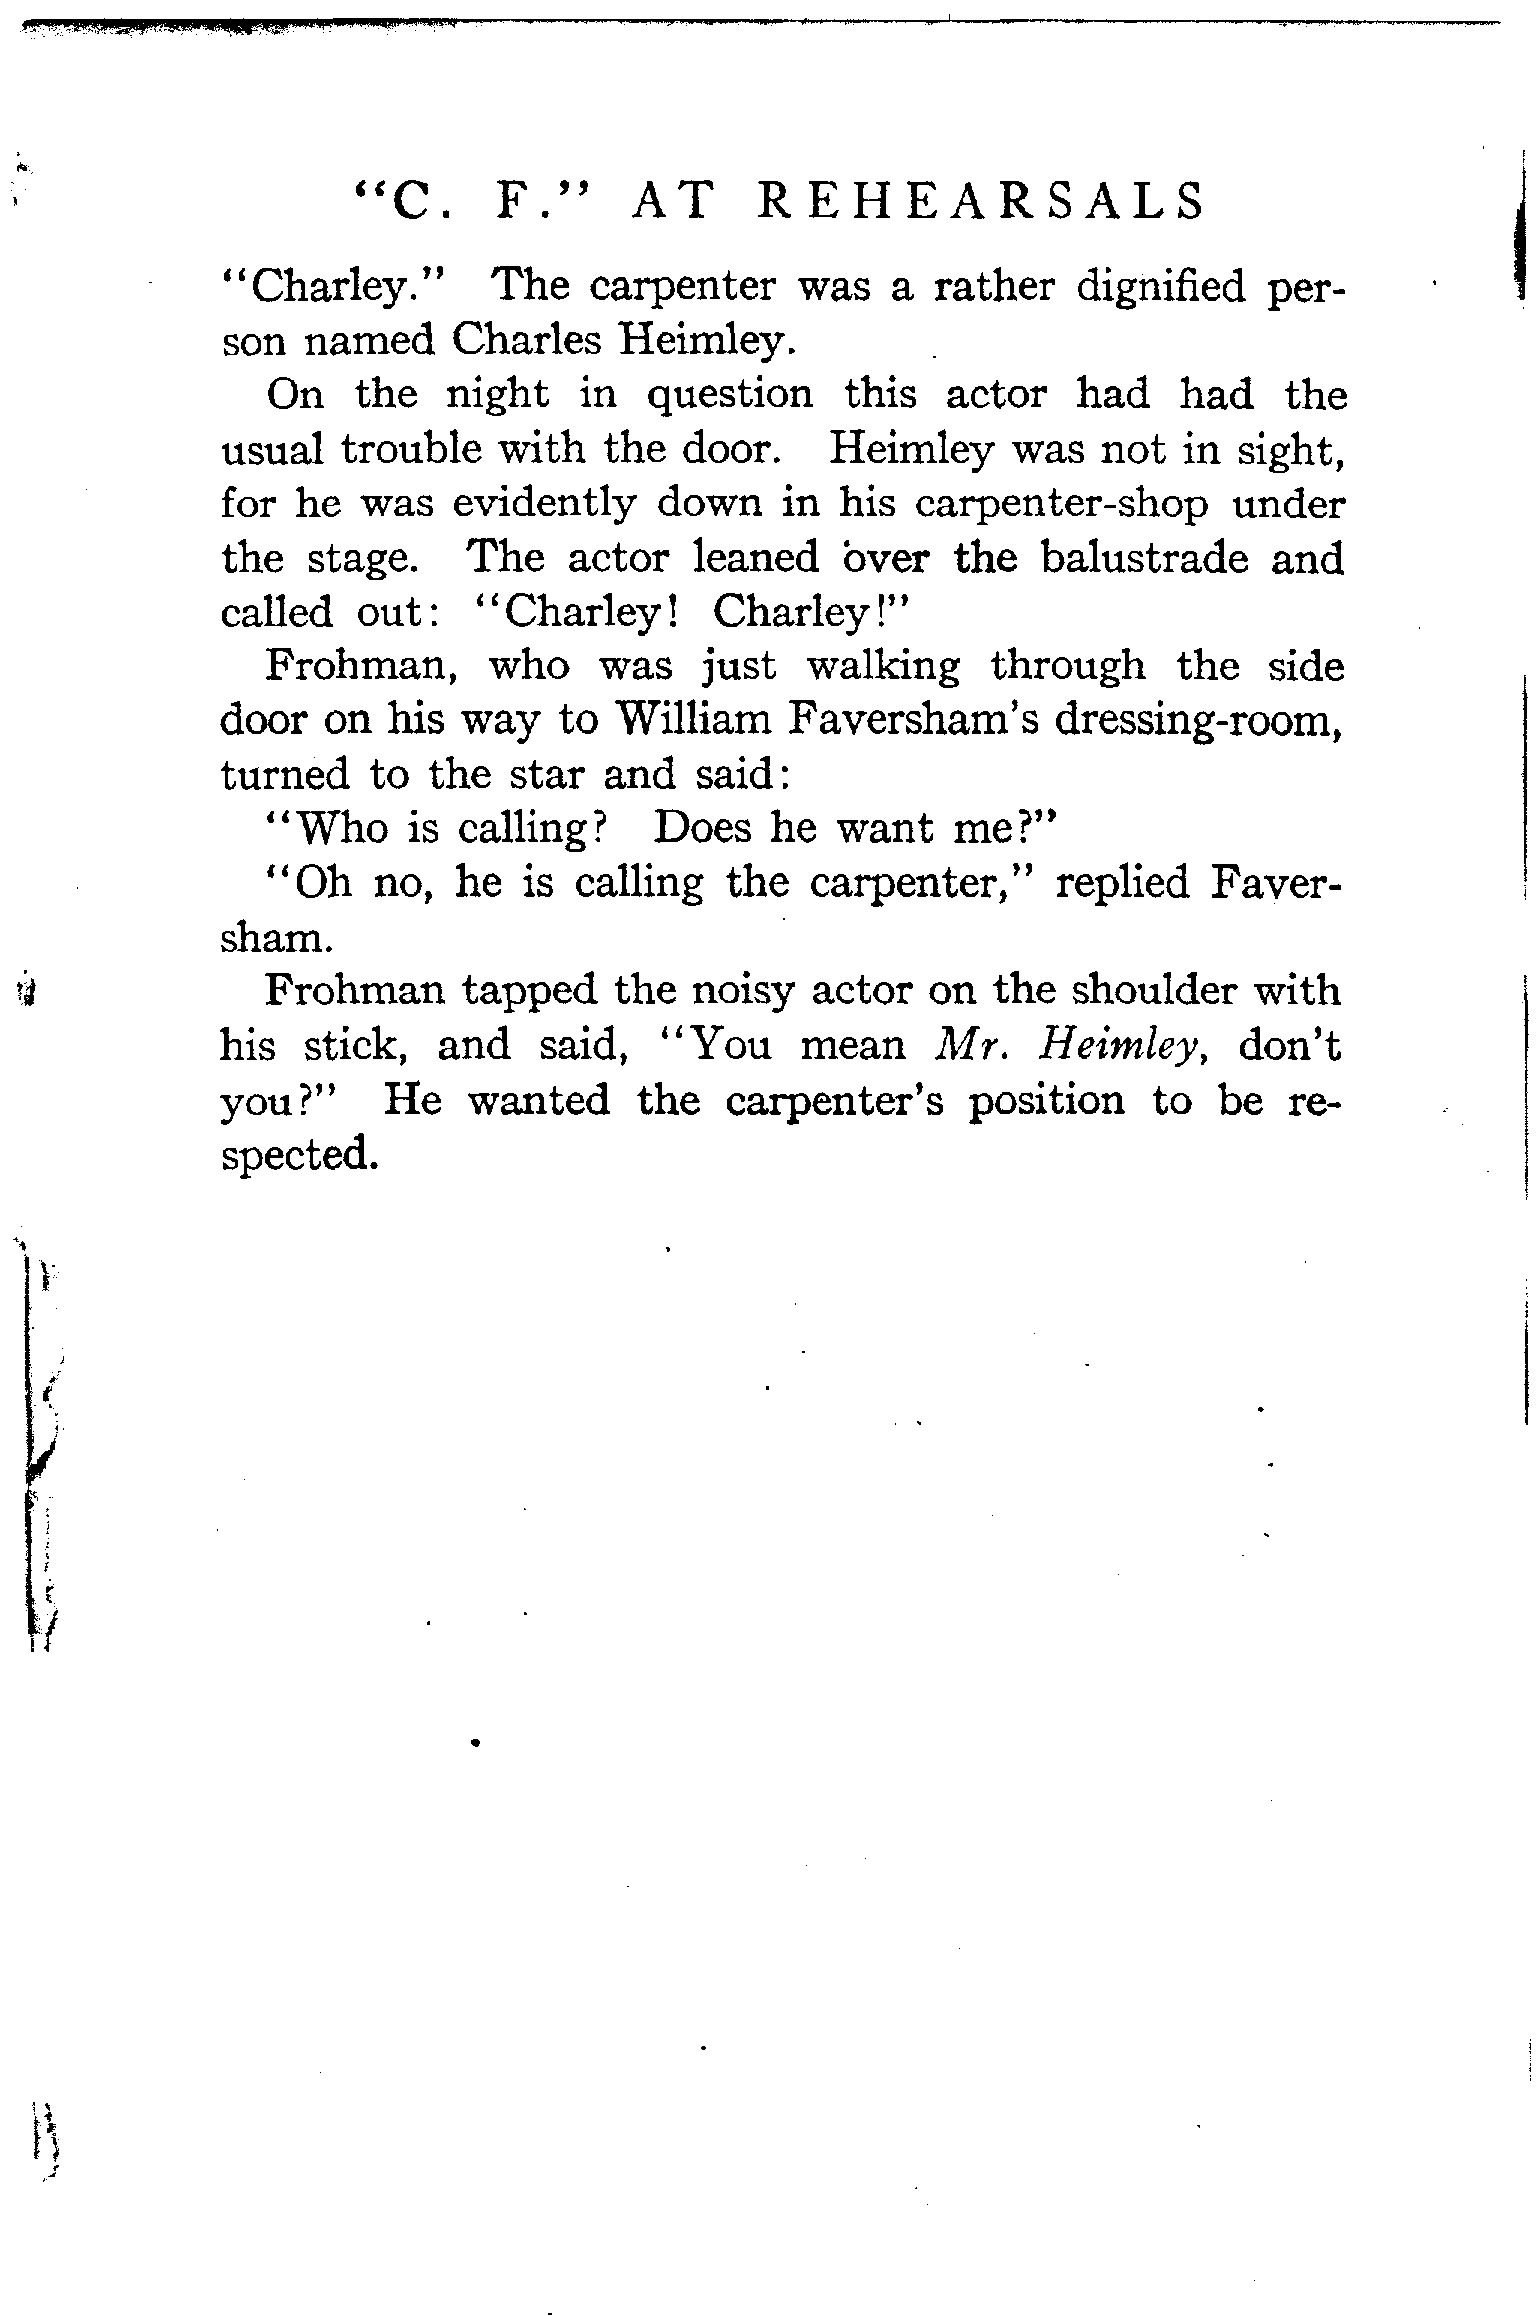 "C. F." AT REHEARSALS
"Charley." The carpenter was a rather dignified per-
son named Charles Heimley.
On the night in question this actor had had the
usual trouble with the door. Heimley was not in sight,
for he was evidently down in his carpenter-shop under
the stage. The actor leaned over the balustrade and
called out: "Charley! Charley!"
Frohman, who was just walking through the side
door on his way to William Faversham's dressing-room,
turned to the star and said:
"Who is calling? Does he want me?"
"Oh no, he is calling the carpenter," replied Faver-
sham.
Frohman tapped the noisy actor on the shoulder with
his stick, and said, "You mean Mr. Heimley, don't
you?" He wanted the carpenter's position to be re-
spected.